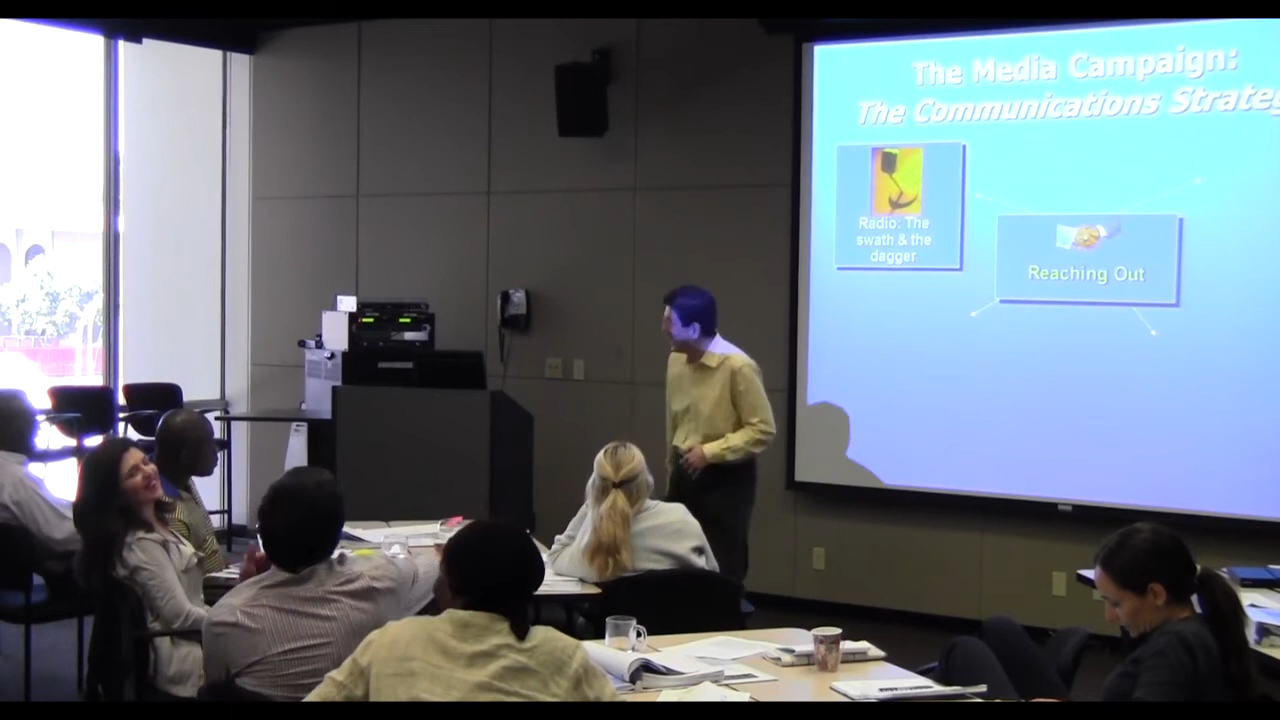 The Media Campaign:
The Communications Strateg
Radio: The
swath & the
dagger
Reaching Out